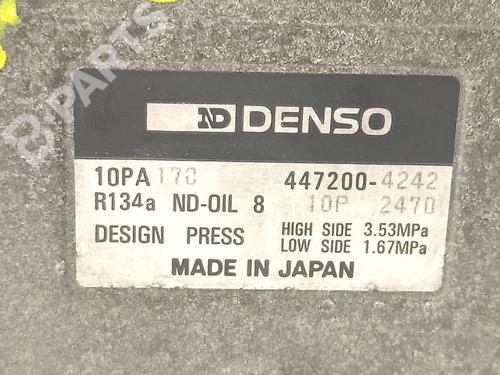 ND DENSO
10PA17C 447200-4242
R134a ND-OIL 8 10P 2470
DESIGN PRESS HIGH SIDE 3.53MPa
LOW SIDE 1.67MPa
MADE IN JAPAN
B-PARTS